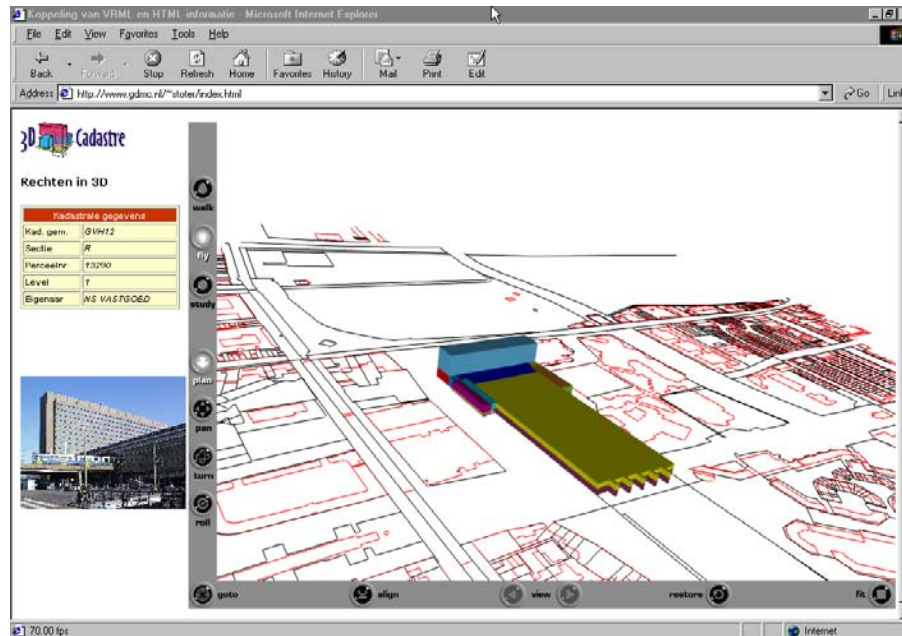 Koppeling van VRML en HTML informatie - Microsoft Internet Explorer
File Edit View Favorites Tools Help
Back Forward Stop Refresh Home Favorites History Mail Print Edit
Address http://www.gdmc.nl/~stoter/index.html Go Link
3D Cadastre
Rechten in 3D
Kadastrale gegevens
Kad. gem. GVH12
Sectie R
Perceelnr 13290
Level 1
Eigenaar NS VASTGOED
walk
fly
study
plan
pan
turn
roll
goto align view restore fit
70.00 fps Internet